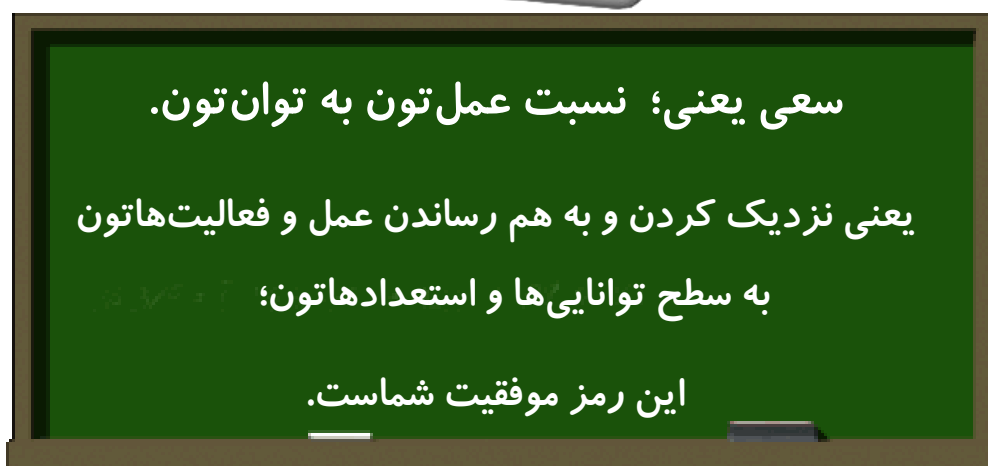 سعی یعنی؛ نسبت عمل‌تون به توان‌تون.
یعنی نزدیک کردن و به هم رساندن عمل و فعالیت‌هاتون
به سطح توانایی‌ها و استعدادهاتون؛
این رمز موفقیت شماست.